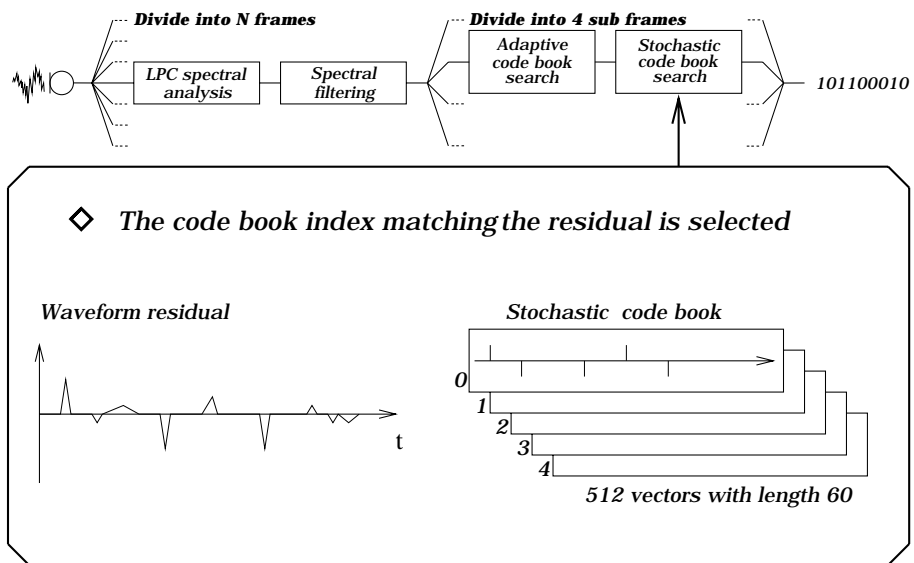 Divide into N frames
Divide into 4 sub frames
LPC spectral
analysis
Spectral
filtering
Adaptive
code book
search
Stochastic
code book
search
101100010
The code book index matching the residual is selected
Waveform residual
t
Stochastic code book
0
1
2
3
4
512 vectors with length 60